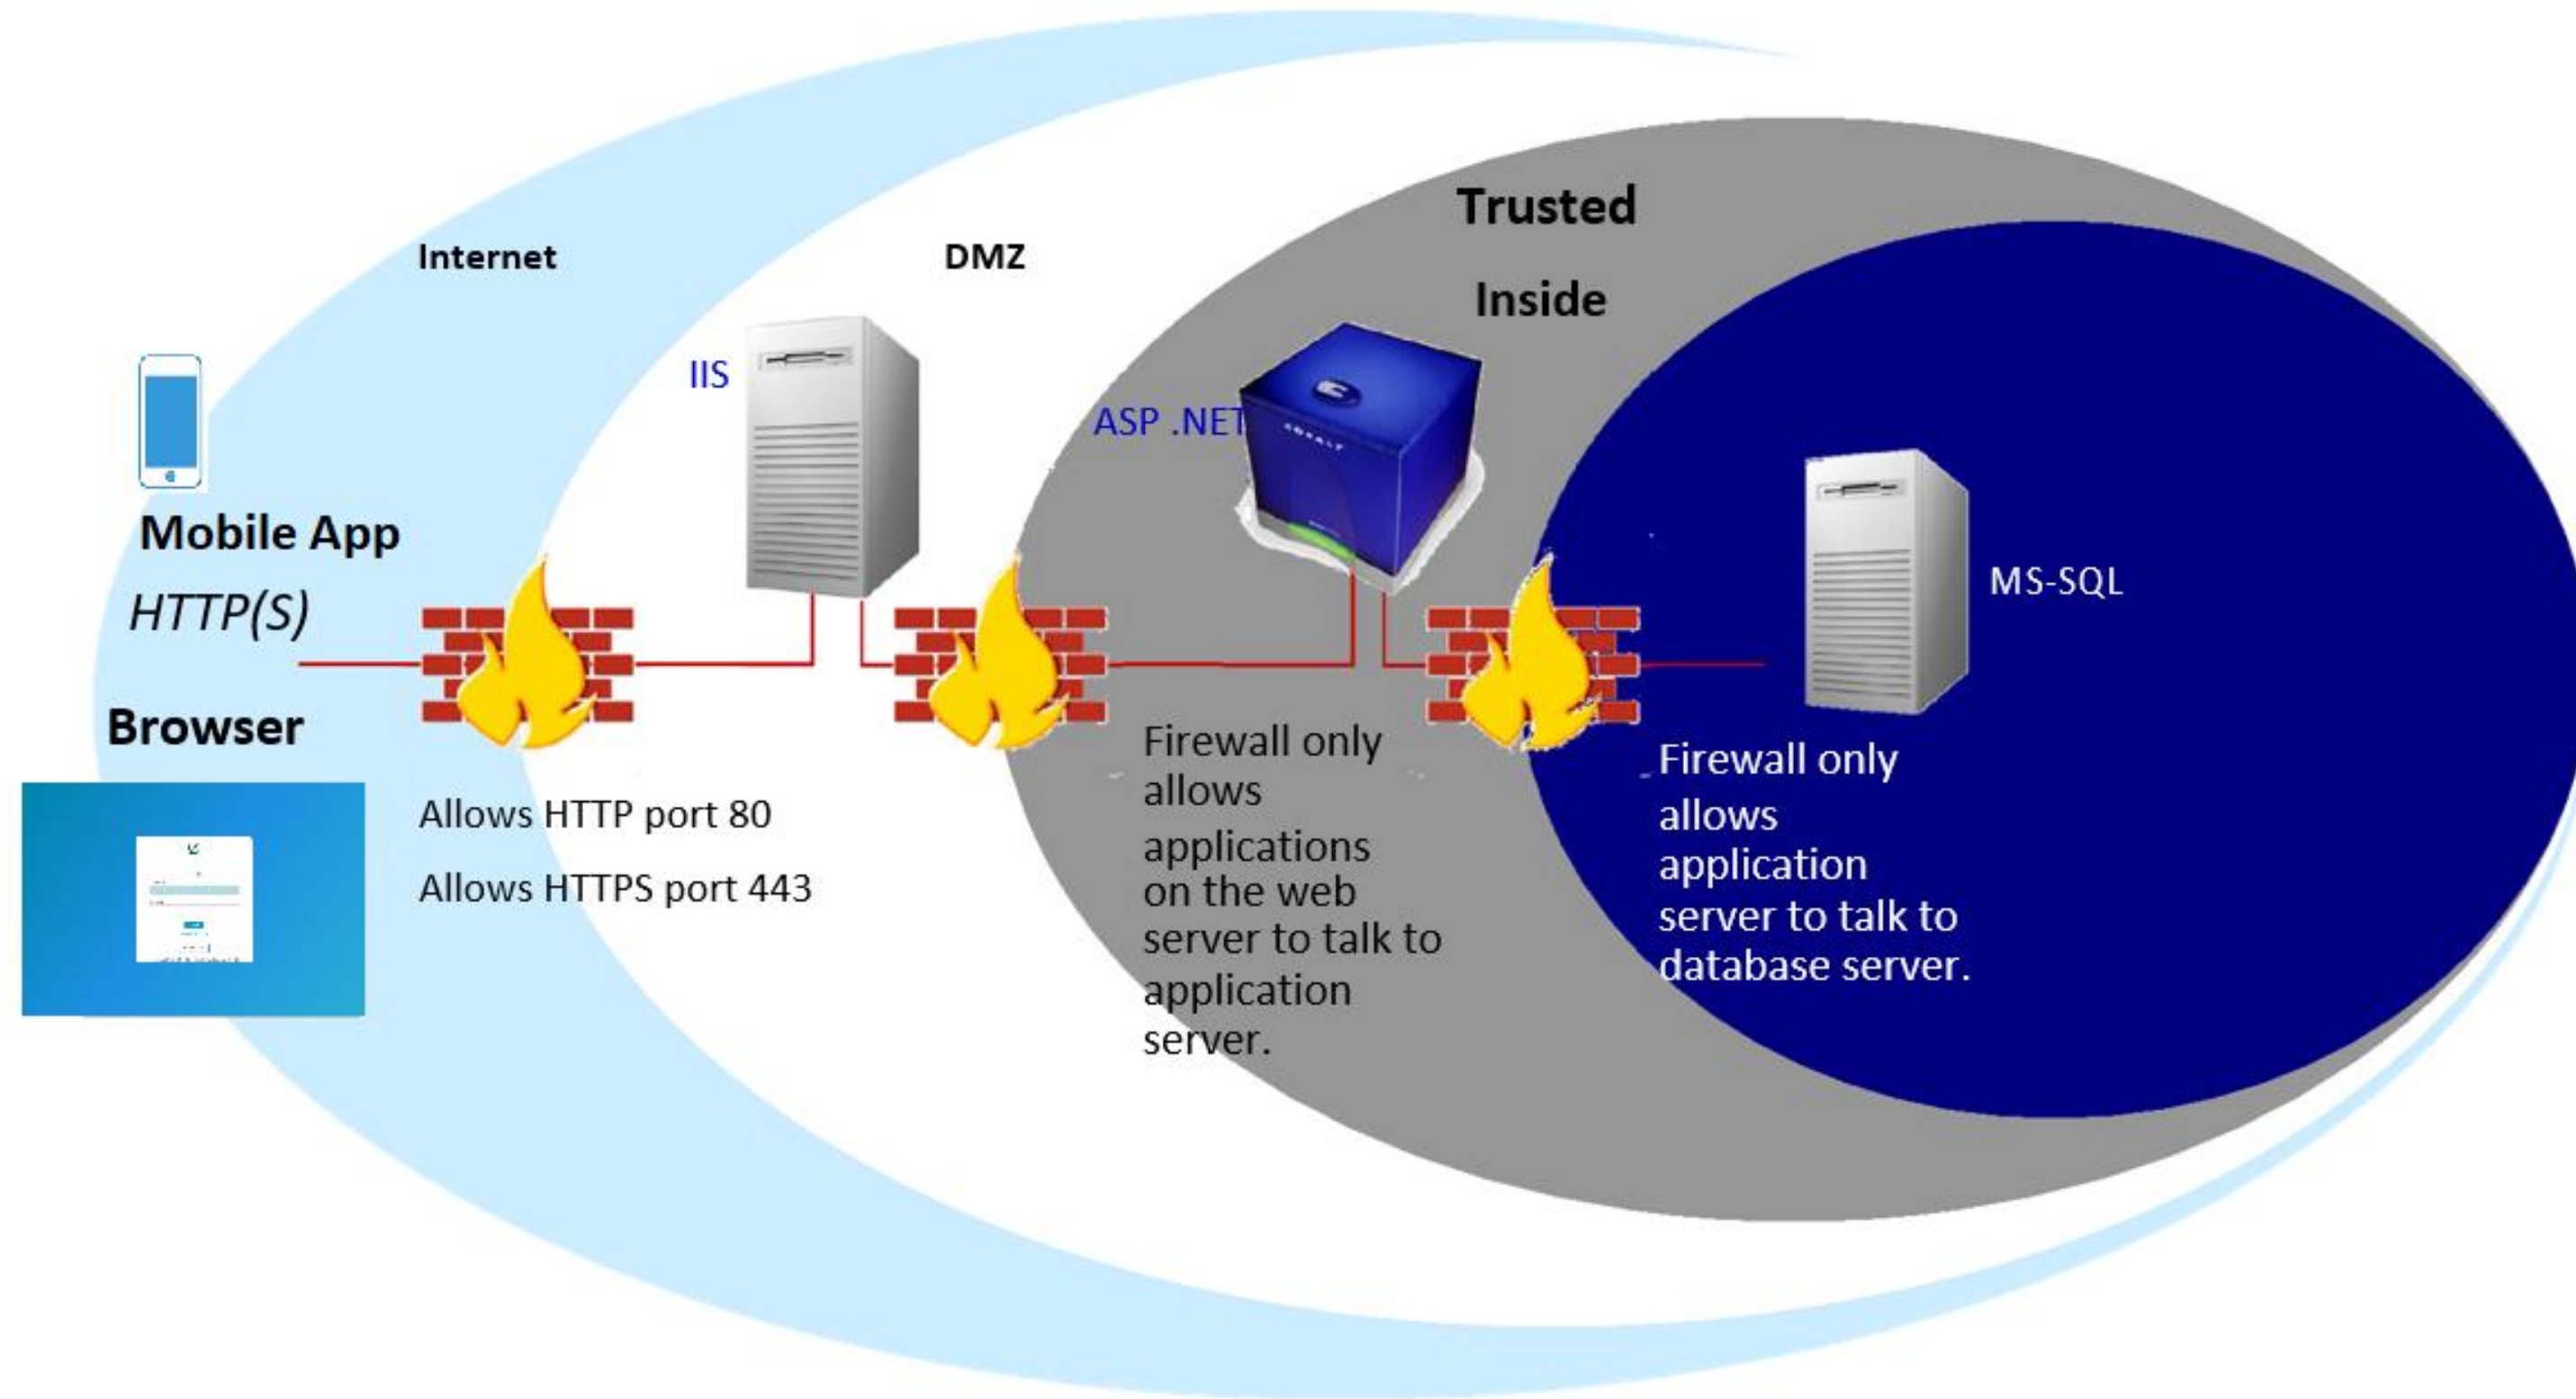 Trusted
Inside
Internet
DMZ
IIS
ASP .NET
COBALT
Mobile App
HTTP(S)
Browser
MS-SQL
Allows HTTP port 80
Allows HTTPS port 443
Firewall only
allows
applications
on the web
server to talk to
application
server.
Firewall only
allows
application
server to talk to
database server.